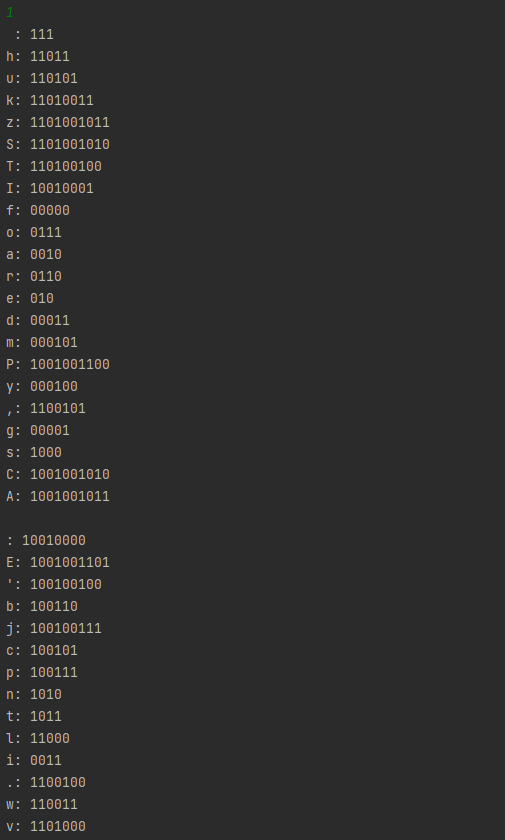 1
 : 111
h: 11011
u: 110101
k: 11010011
z: 1101001011
S: 1101001010
T: 110100100
I: 10010001
f: 00000
o: 0111
a: 0010
r: 0110
e: 010
d: 00011
m: 000101
P: 1001001100
y: 000100
,: 1100101
g: 00001
s: 1000
C: 1001001010
A: 1001001011

: 10010000
E: 1001001101
': 100100100
b: 100110
j: 100100111
c: 100101
p: 100111
n: 1010
t: 1011
l: 11000
i: 0011
.: 1100100
w: 110011
v: 1101000